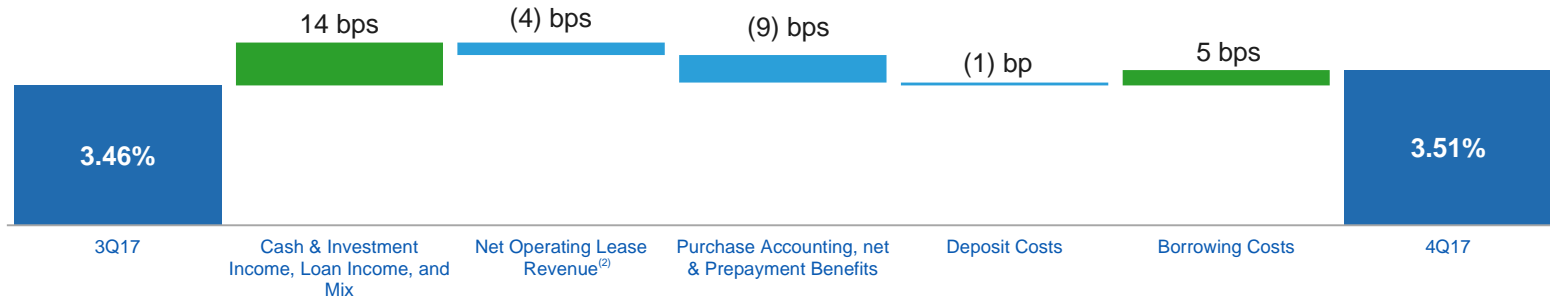 14 bps
(4) bps
(9) bps
(1) bp
5 bps
3.46%
3.51%
3Q17
Cash & Investment
Income, Loan Income, and
Mix
Net Operating Lease
Revenue(2)
Purchase Accounting, net
& Prepayment Benefits
Deposit Costs
Borrowing Costs
4Q17